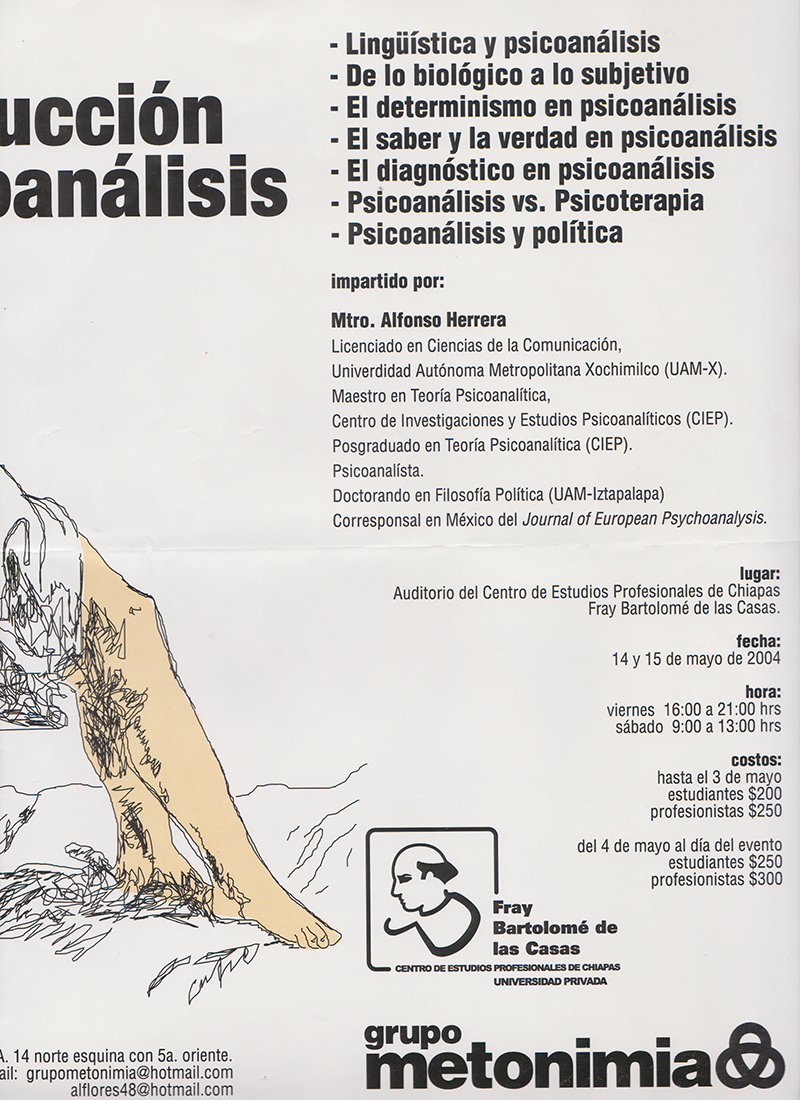 ucción
oanálisis
- Lingüística y psicoanálisis
- De lo biológico a lo subjetivo
- El determinismo en psicoanálisis
- El saber y la verdad en psicoanálisis
- El diagnóstico en psicoanálisis
- Psicoanálisis vs. Psicoterapia
- Psicoanálisis y política
impartido por:
Mtro. Alfonso Herrera
Licenciado en Ciencias de la Comunicación,
Univerdidad Autónoma Metropolitana Xochimilco (UAM-X).
Maestro en Teoría Psicoanalítica,
Centro de Investigaciones y Estudios Psicoanalíticos (CIEP).
Posgraduado en Teoría Psicoanalítica (CIEP).
Psicoanalísta.
Doctorando en Filosofía Política (UAM-Iztapalapa)
Corresponsal en México del Journal of European Psychoanalysis.
lugar:
Auditorio del Centro de Estudios Profesionales de Chiapas
Fray Bartolomé de las Casas.
fecha:
14 y 15 de mayo de 2004
hora:
viernes 16:00 a 21:00 hrs
sábado 9:00 a 13:00 hrs
costos:
hasta el 3 de mayo
estudiantes $200
profesionistas $250
del 4 de mayo al día del evento
estudiantes $250
profesionistas $300
Fray
Bartolomé de
las Casas
CENTRO DE ESTUDIOS PROFESIONALES DE CHIAPAS
UNIVERSIDAD PRIVADA
A. 14 norte esquina con 5a. oriente.
ail: grupometonimia@hotmail.com
alflores48@hotmail.com
grupo
metonimia